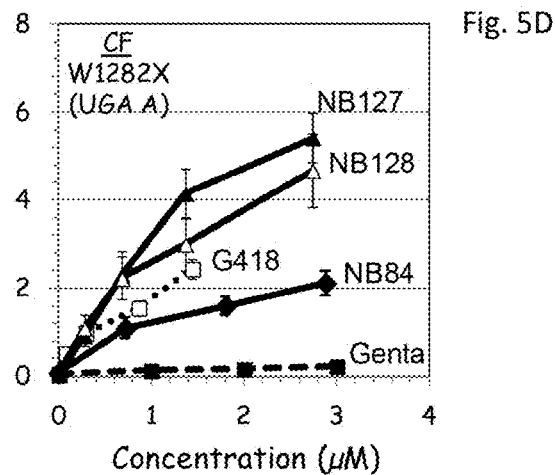 Fig. 5D
8
CF
W1282X
(UGA A)
NB127
6
NB128
4
G418
NB84
2
Genta
0
0 1 2 3 4
Concentration (µM)